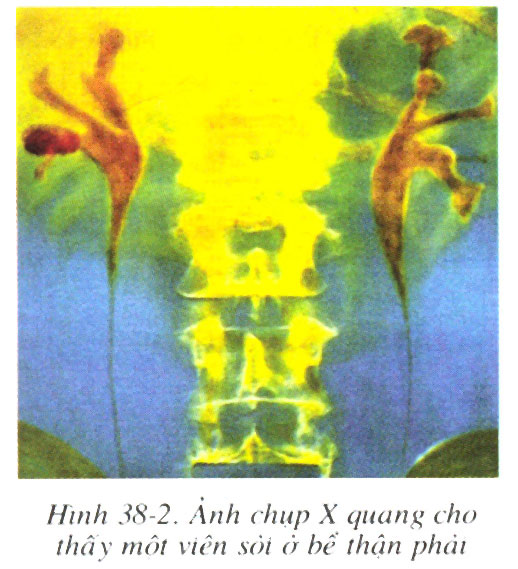 Hình 38-2. Ảnh chụp X quang cho
thấy một viên sỏi ở bể thận phải